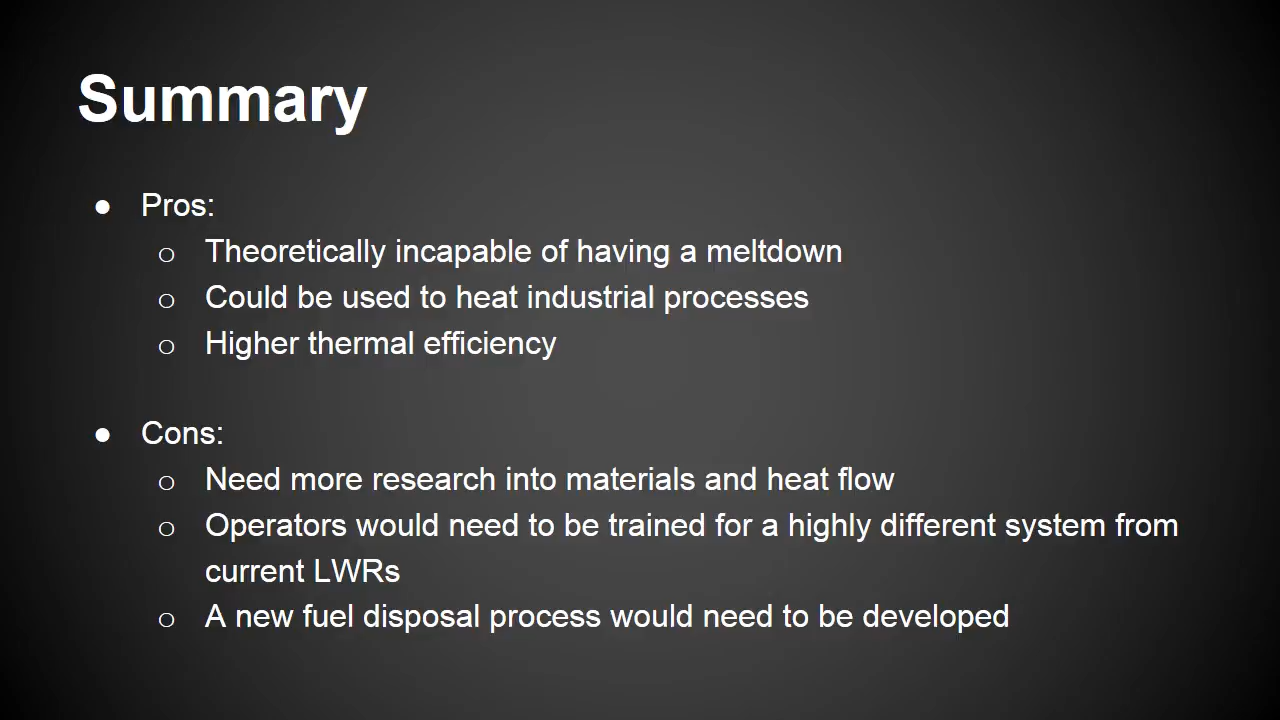 Summary
● Pros:
○ Theoretically incapable of having a meltdown
○ Could be used to heat industrial processes
○ Higher thermal efficiency
● Cons:
○ Need more research into materials and heat flow
○ Operators would need to be trained for a highly different system from
current LWRs
○ A new fuel disposal process would need to be developed